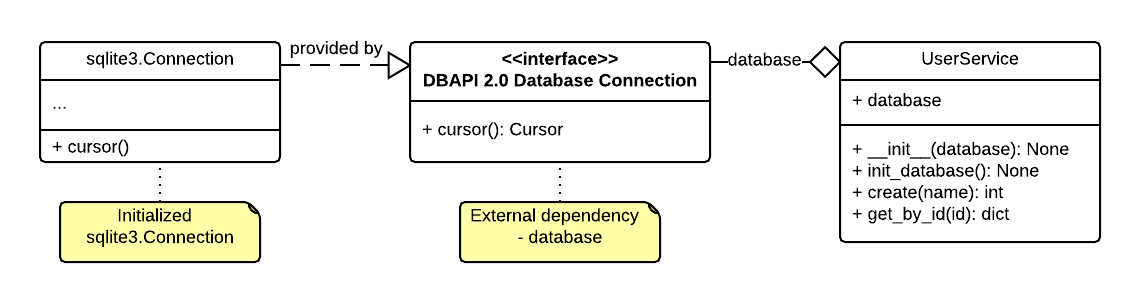 sqlite3.Connection
...
+ cursor()
provided by
<<interface>>
DBAPI 2.0 Database Connection
+ cursor(): Cursor
database
UserService
+ database
+ __init__(database): None
+ init_database(): None
+ create(name): int
+ get_by_id(id): dict
Initialized
sqlite3.Connection
External dependency
- database